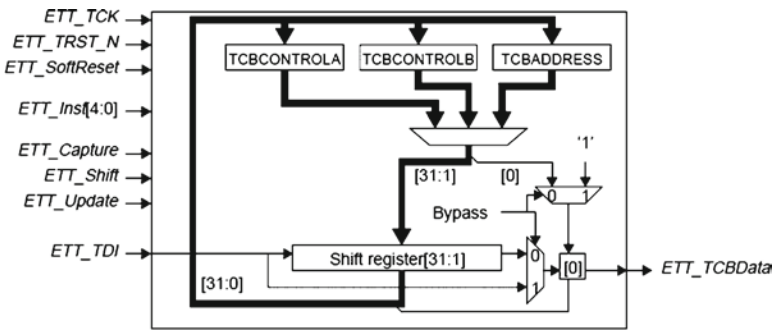 ETT_TCK
ETT_TRST_N
ETT_SoftReset
ETT_Inst[4:0]
ETT_Capture
ETT_Shift
ETT_Update
ETT_TDI
TCBCONTROLA
TCBCONTROLB
TCBADDRESS
'1'
[31:1]
[0]
0
1
Bypass
Shift register[31:1]
0
1
[0]
ETT_TCBData
[31:0]